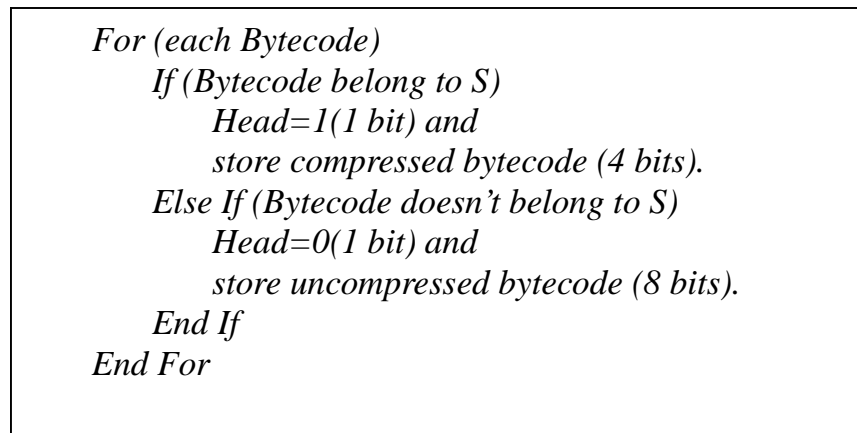 For (each Bytecode)
If (Bytecode belong to S)
Head=1(1 bit) and
store compressed bytecode (4 bits).
Else If (Bytecode doesn’t belong to S)
Head=0(1 bit) and
store uncompressed bytecode (8 bits).
End If
End For